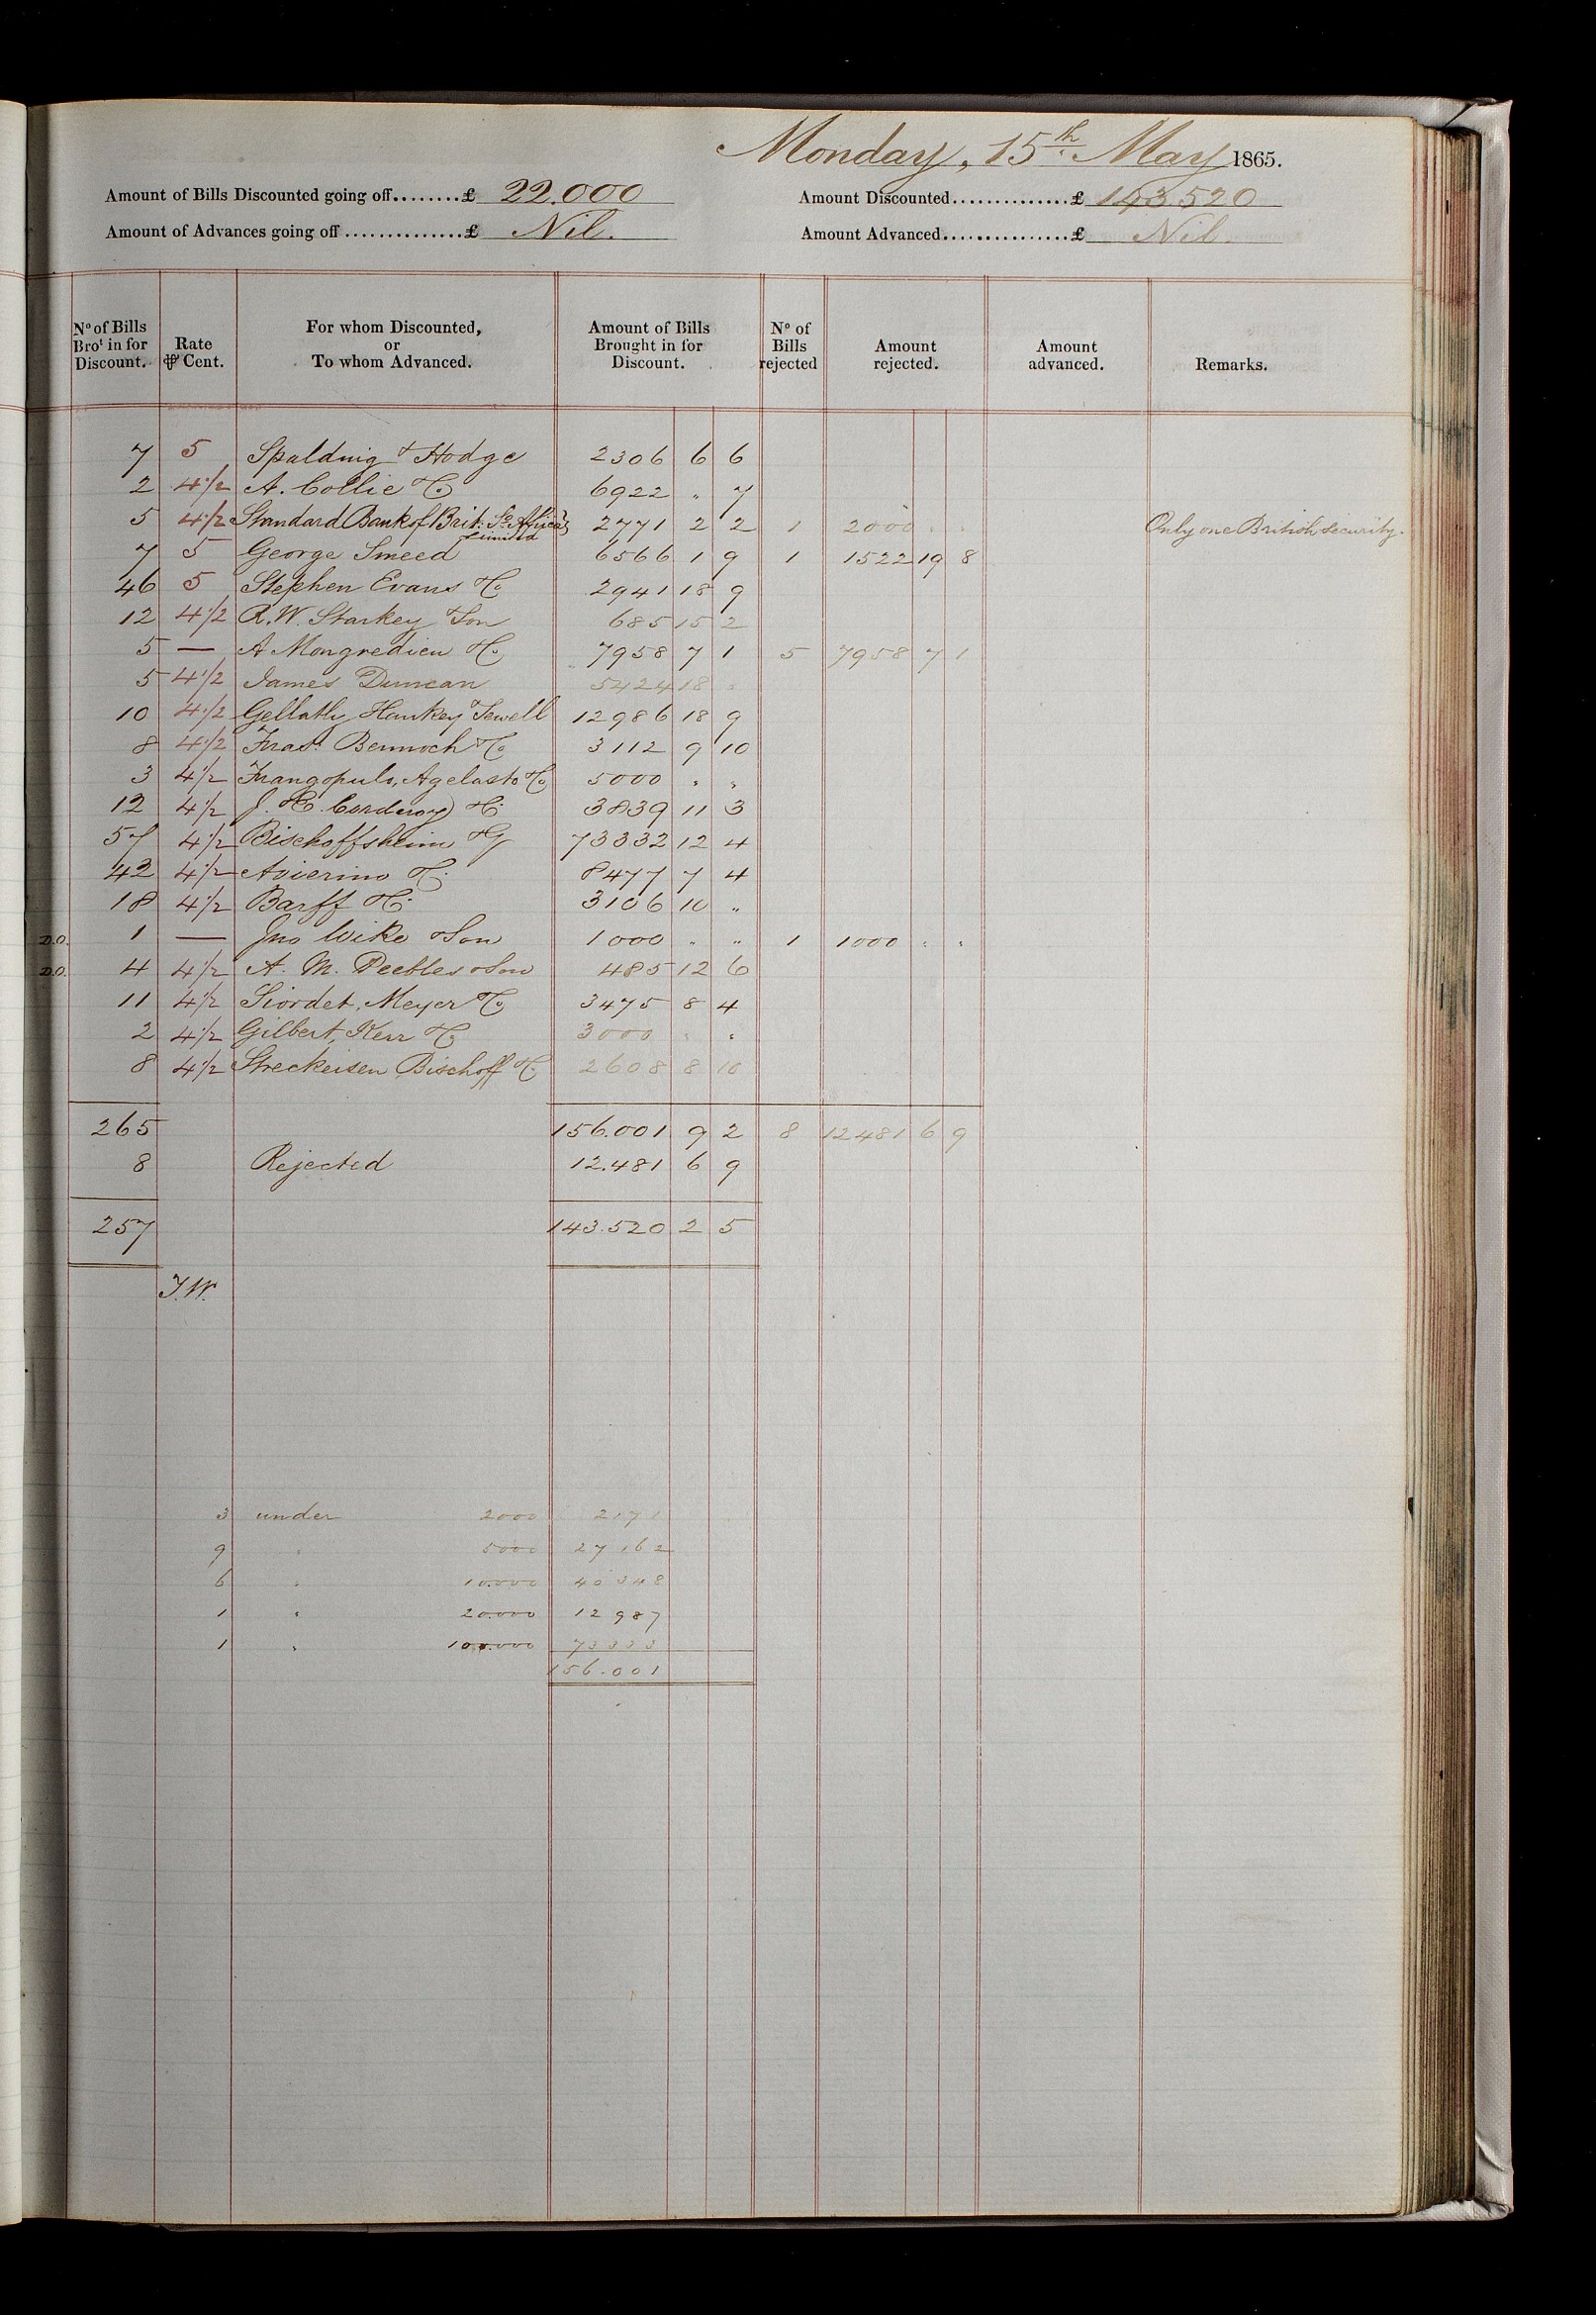 Monday, 15th May 1865.
Amount of Bills Discounted going off........£ 22.000 Amount Discounted..............£ 143.520
Amount of Advances going off..............£ Nil. Amount Advanced................£ Nil.
No of Bills Brot in for Discount. Rate ⅌ Cent. For whom Discounted, or To whom Advanced. Amount of Bills Brought in for Discount. No of Bills rejected Amount rejected. Amount advanced. Remarks.
7 5 Spalding & Hodge 2306 6 6
2 4½ A. Collie & Co 6922 " 7
5 4½ Standard Bank of Brit: So Africa Limited 2771 2 2 1 2000 " " Only one British security.
7 5 George Smeed 6566 1 9 1 1522 19 8
46 5 Stephen Evans & Co 2941 18 9
12 4½ R. W. Starkey & Son 685 15 2
5 — A Mongredieu & Co 7958 7 1 5 7958 7 1
5 4½ James Duncan 5424 18 "
10 4½ Gellatly Hankey Sewell 12986 18 9
8 4½ Fras. Bennoch & Co 3112 9 10
3 4½ Frangopulo, Agelasto & Co 5000 " "
12 4½ J. & C. Corderoy & Co 3839 11 3
57 4½ Bischoffsheim & G 73332 12 4
42 4½ Avierino & Co 8477 7 4
18 4½ Barff & Co 3106 10 "
D.O. 1 — Jno Wike & Son 1000 " " 1 1000 " "
D.O. 4 4½ A. M. Peebles & Son 485 12 6
11 4½ Siordet, Meyer & Co 3475 8 4
2 4½ Gilbert, Kerr & Co 3000 " "
8 4½ Streckeisen Bischoff & Co 2608 8 10
265 156.001 9 2 8 12481 6 9
8 Rejected 12.481 6 9
257 143.520 2 5
J.W.
3 under 2000 2171
9 " 5000 27162
6 " 10.000 40348
1 " 20.000 12987
1 " 100.000 73333
156.001